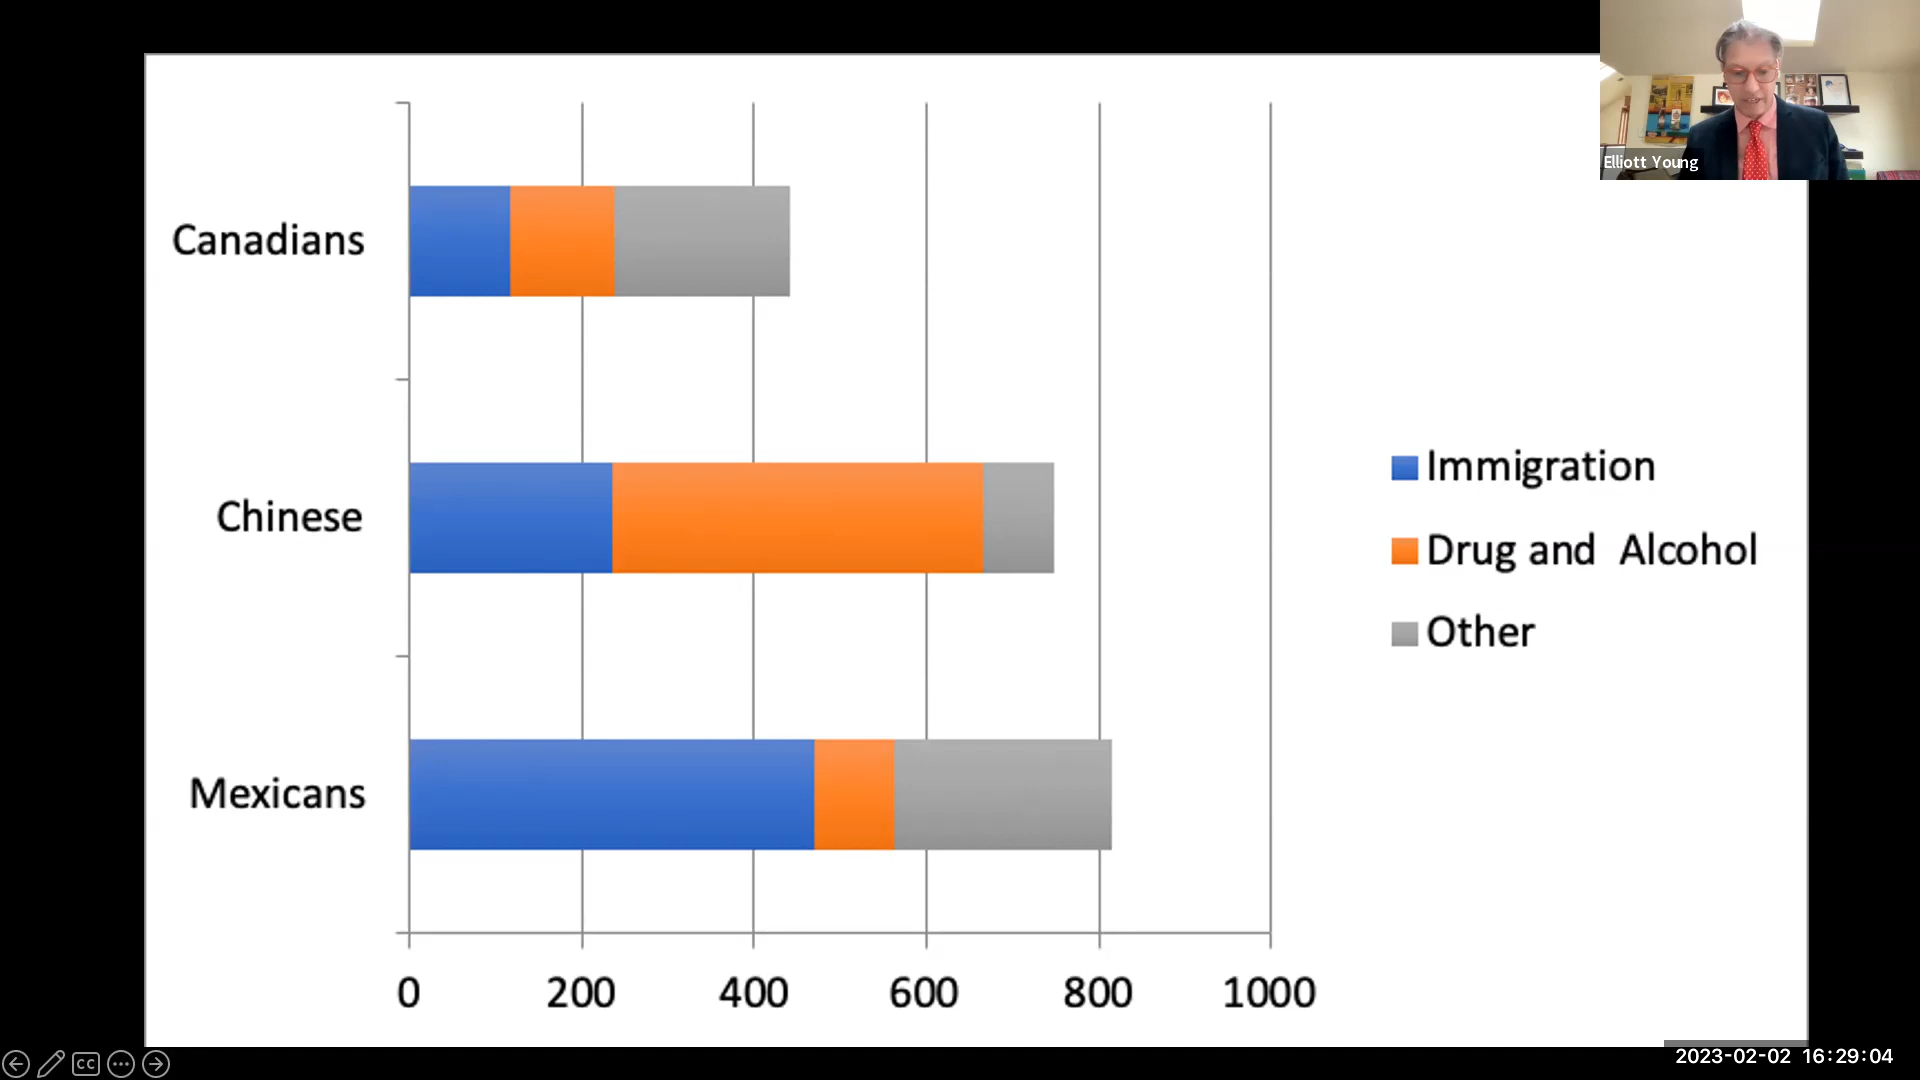 Elliott Young
Canadians
Chinese
Mexicans
Immigration
Drug and  Alcohol
Other
0 200 400 600 800 1000
CC
2023-02-02 16:29:04